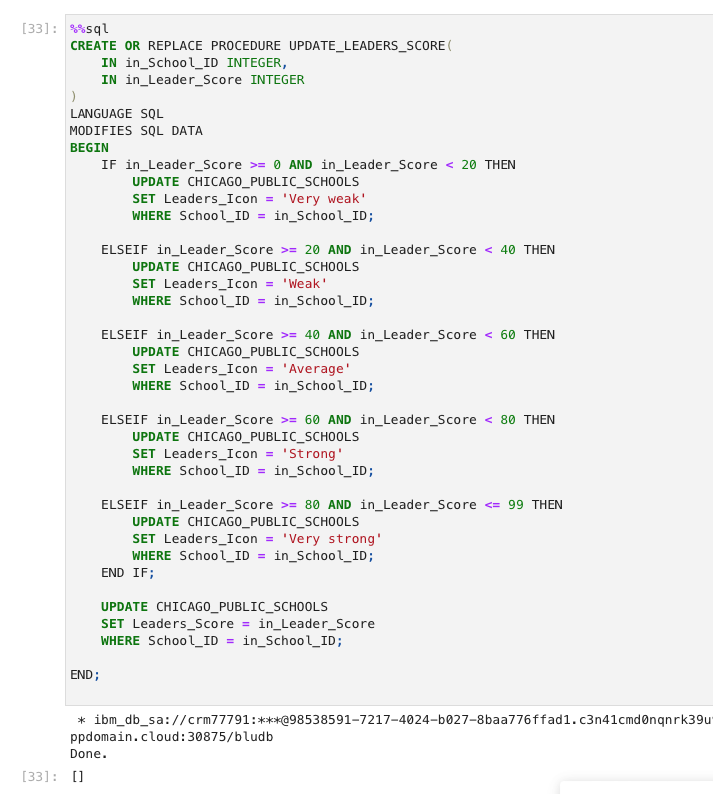 [33]: %%sql
CREATE OR REPLACE PROCEDURE UPDATE_LEADERS_SCORE(
    IN in_School_ID INTEGER,
    IN in_Leader_Score INTEGER
)
LANGUAGE SQL
MODIFIES SQL DATA
BEGIN
    IF in_Leader_Score >= 0 AND in_Leader_Score < 20 THEN
        UPDATE CHICAGO_PUBLIC_SCHOOLS
        SET Leaders_Icon = 'Very weak'
        WHERE School_ID = in_School_ID;

    ELSEIF in_Leader_Score >= 20 AND in_Leader_Score < 40 THEN
        UPDATE CHICAGO_PUBLIC_SCHOOLS
        SET Leaders_Icon = 'Weak'
        WHERE School_ID = in_School_ID;

    ELSEIF in_Leader_Score >= 40 AND in_Leader_Score < 60 THEN
        UPDATE CHICAGO_PUBLIC_SCHOOLS
        SET Leaders_Icon = 'Average'
        WHERE School_ID = in_School_ID;

    ELSEIF in_Leader_Score >= 60 AND in_Leader_Score < 80 THEN
        UPDATE CHICAGO_PUBLIC_SCHOOLS
        SET Leaders_Icon = 'Strong'
        WHERE School_ID = in_School_ID;

    ELSEIF in_Leader_Score >= 80 AND in_Leader_Score <= 99 THEN
        UPDATE CHICAGO_PUBLIC_SCHOOLS
        SET Leaders_Icon = 'Very strong'
        WHERE School_ID = in_School_ID;
    END IF;

    UPDATE CHICAGO_PUBLIC_SCHOOLS
    SET Leaders_Score = in_Leader_Score
    WHERE School_ID = in_School_ID;

END;
 * ibm_db_sa://crm77791:***@98538591-7217-4024-b027-8baa776ffad1.c3n41cmd0nqnrk39u
ppdomain.cloud:30875/bludb
Done.
[33]: []